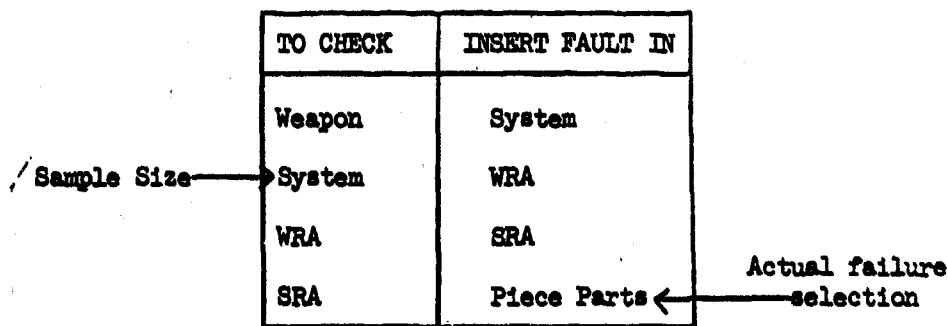 TO CHECK INSERT FAULT IN
Weapon System
Sample Size System WRA
WRA SRA
Actual failure
SRA Piece Parts selection